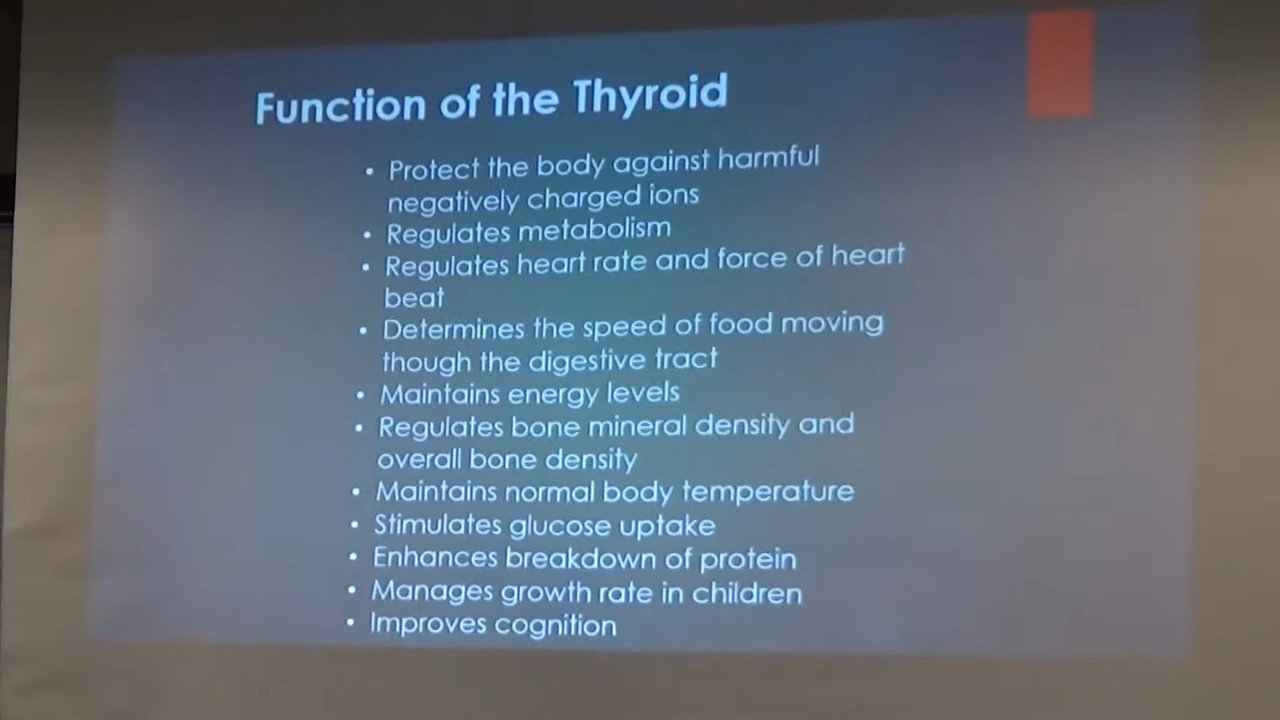 Function of the Thyroid
• Protect the body against harmful
negatively charged ions
• Regulates metabolism
• Regulates heart rate and force of heart
beat
• Determines the speed of food moving
though the digestive tract
• Maintains energy levels
• Regulates bone mineral density and
overall bone density
• Maintains normal body temperature
• Stimulates glucose uptake
• Enhances breakdown of protein
• Manages growth rate in children
• Improves cognition